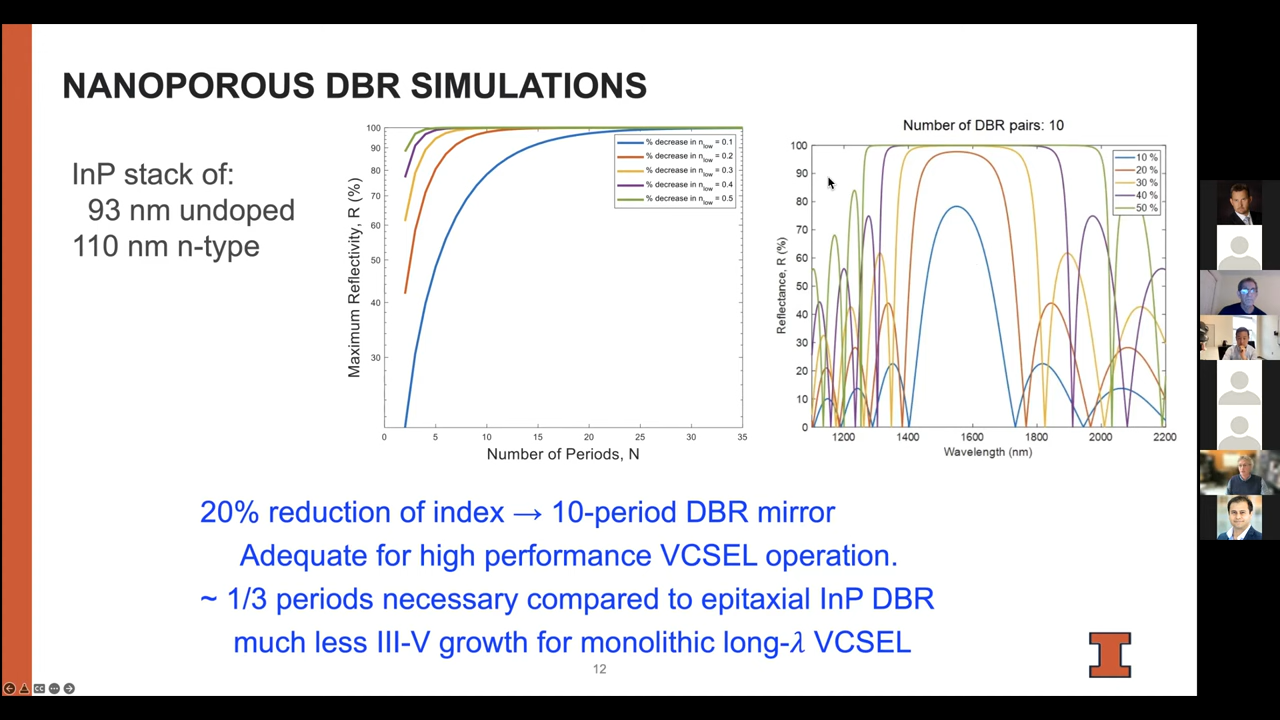 NANOPOROUS DBR SIMULATIONS
InP stack of:
93 nm undoped
110 nm n-type
100
90
80
70
60
50
40
30
0
5
10
15
20
25
30
35
Maximum Reflectivity, R (%)
Number of Periods, N
% decrease in n_low = 0.1
% decrease in n_low = 0.2
% decrease in n_low = 0.3
% decrease in n_low = 0.4
% decrease in n_low = 0.5
Number of DBR pairs: 10
100
90
80
70
60
50
40
30
20
10
0
1200
1400
1600
1800
2000
2200
Reflectance, R (%)
Wavelength (nm)
10 %
20 %
30 %
40 %
50 %
20% reduction of index → 10-period DBR mirror
Adequate for high performance VCSEL operation.
~ 1/3 periods necessary compared to epitaxial InP DBR
much less III-V growth for monolithic long-λ VCSEL
12
I
CC